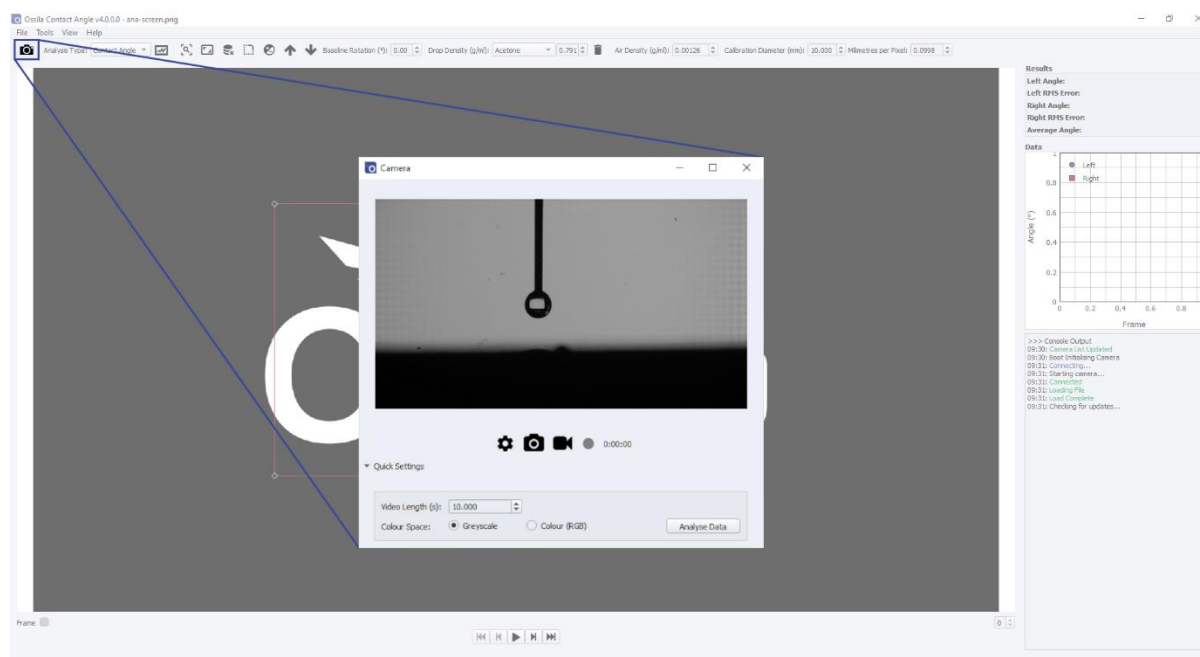 Ossila Contact Angle v4.0.0.0 - ana-screen.png
File Tools View Help
Analysis Type: Contact Angle Baseline Rotation (°): 0.00 Drop Density (g/ml): Acetone 0.791 Air Density (g/ml): 0.00126 Calibration Diameter (mm): 10.000 Milimetres per Pixel: 0.0998
Results
Left Angle:
Left RMS Error:
Right Angle:
Right RMS Error:
Average Angle:
Data
1
Left
Right
0.8
0.6
0.4
0.2
0
Angle (°)
0 0.2 0.4 0.6 0.8
Frame
>>> Console Output
09:30: Camera List Updated
09:30: Boot Initialising Camera
09:31: Connecting...
09:31: Starting camera...
09:31: Connected
09:31: Loading File
09:31: Load Complete
09:31: Checking for updates...
Camera
0:00:00
Quick Settings
Video Length (s): 10.000
Colour Space: Greyscale Colour (RGB) Analyse Data
Frame 0